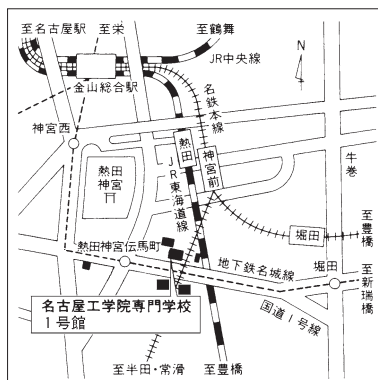 至名古屋駅
至栄
至鶴舞
JR中央線
N
金山総合駅
名鉄本線
神宮西
熱田
神宮前
熱田
神宮
JR東海道線
牛巻
堀田
至豊橋
熱田神宮伝馬町
地下鉄名城線
堀田
至新瑞橋
国道1号線
名古屋工学院専門学校
1号館
至半田・常滑
至豊橋